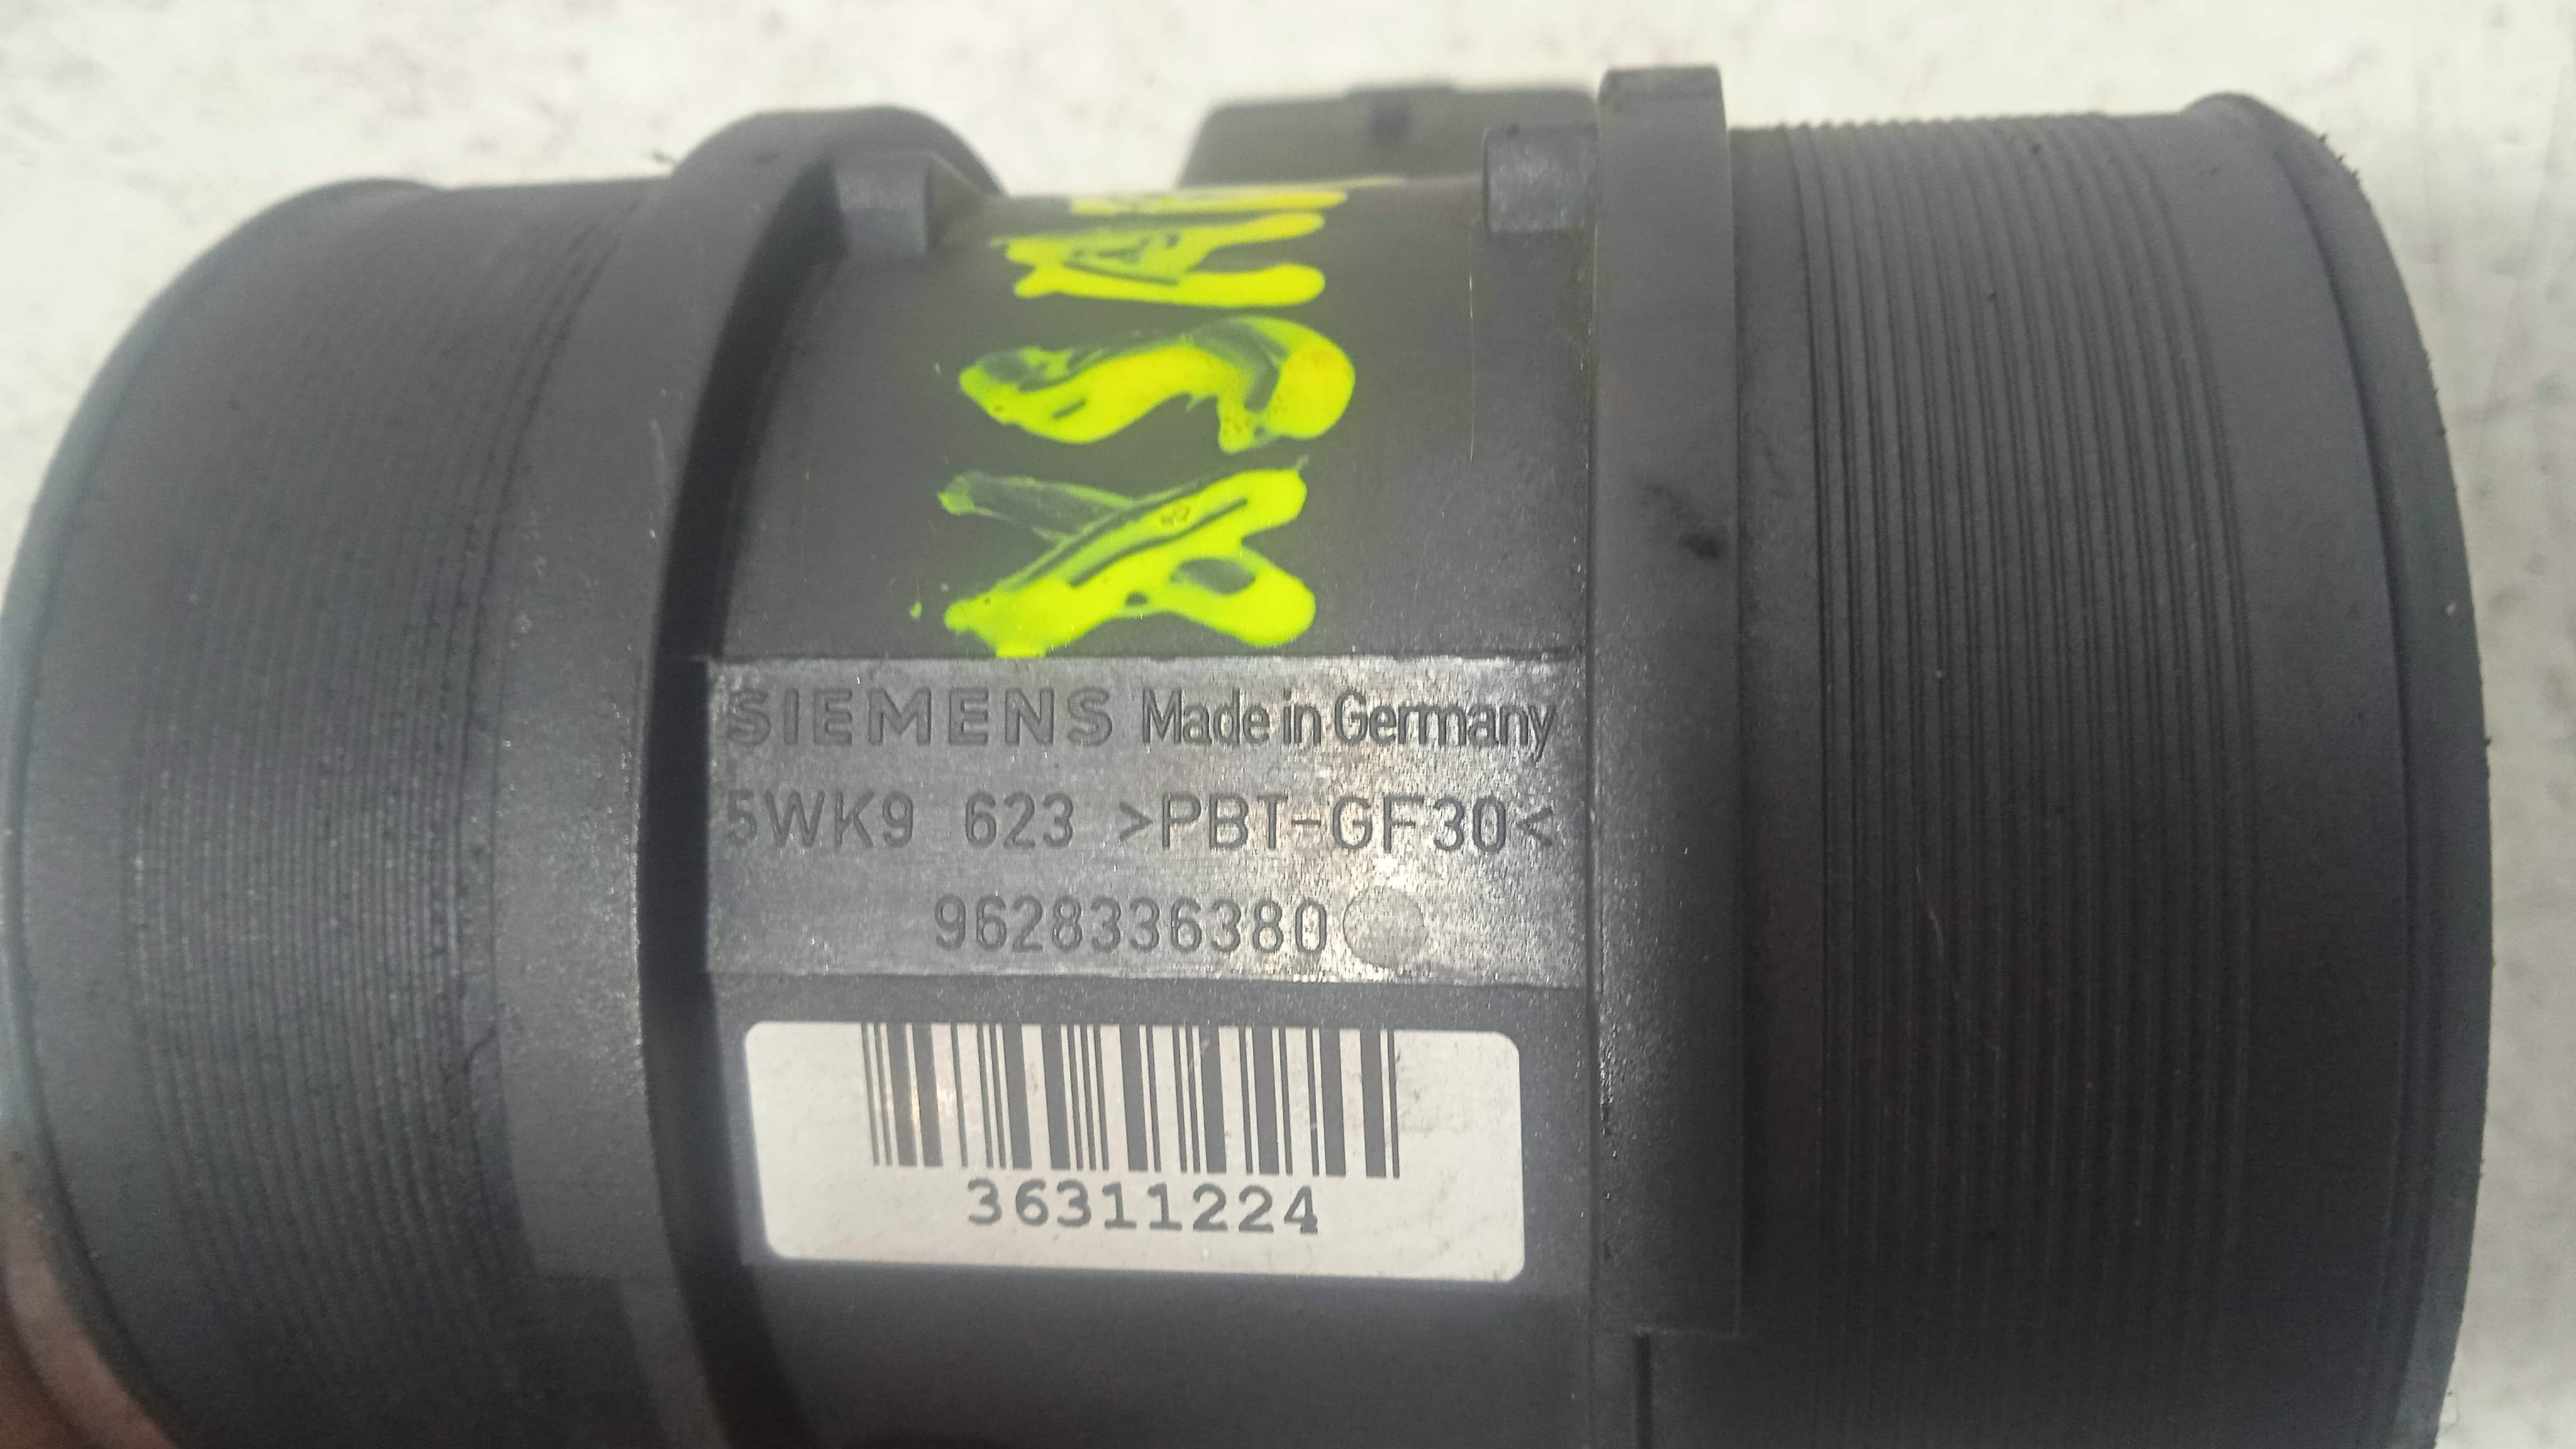 SIEMENS Made in Germany
5WK9 623 >PBT-GF30<
9628336380
36311224